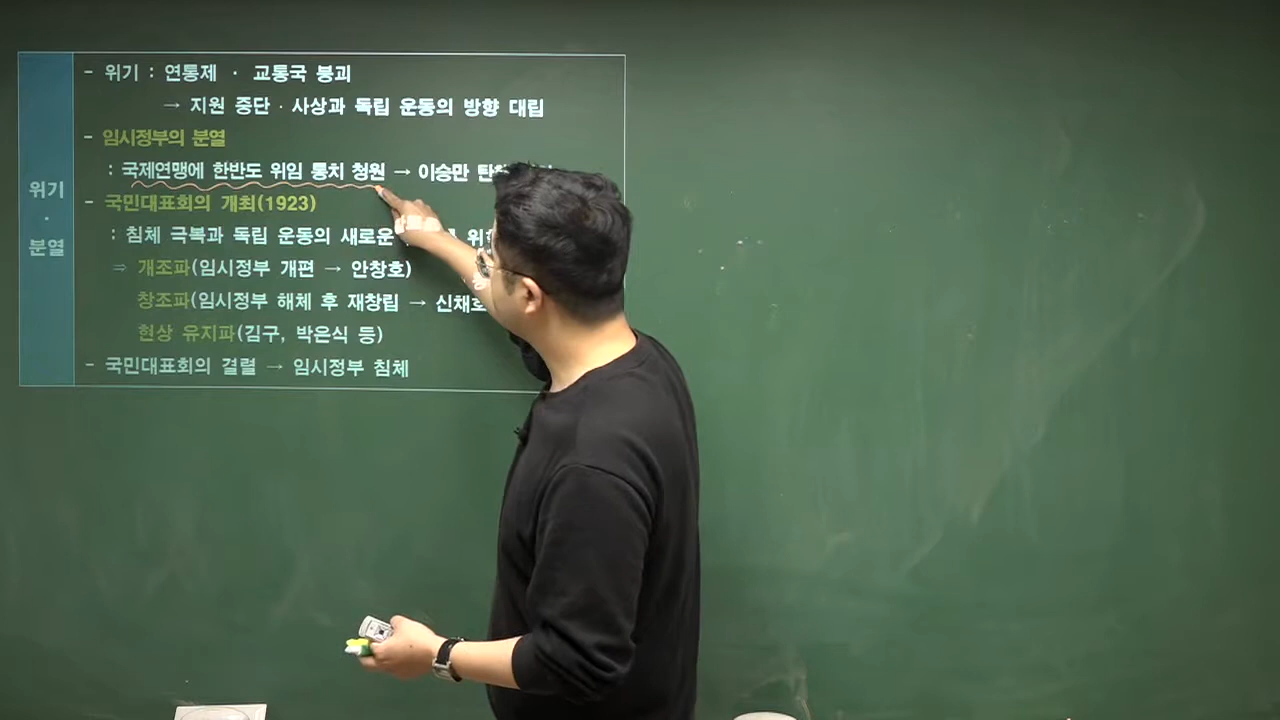 위기
·
분열
- 위기 : 연통제 · 교통국 붕괴
→ 지원 중단 · 사상과 독립 운동의 방향 대립
- 임시정부의 분열
: 국제연맹에 한반도 위임 통치 청원 → 이승만
- 국민대표회의 개최(1923)
: 침체 극복과 독립 운동의 새로운
⇒ 개조파(임시정부 개편 → 안창호)
창조파(임시정부 해체 후 재창립 → 신채호
현상 유지파(김구, 박은식 등)
- 국민대표회의 결렬 → 임시정부 침체